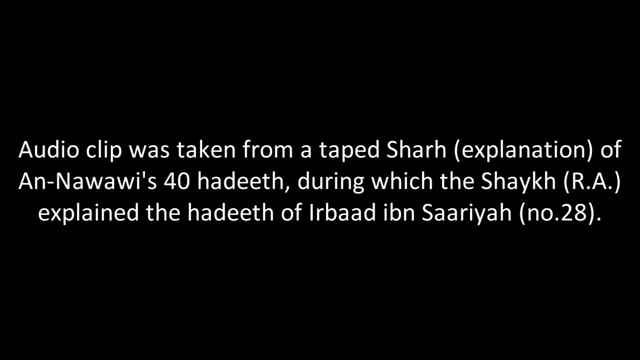 Audio clip was taken from a taped Sharh (explanation) of
An-Nawawi's 40 hadeeth, during which the Shaykh (R.A.)
explained the hadeeth of Irbaad ibn Saariyah (no.28).